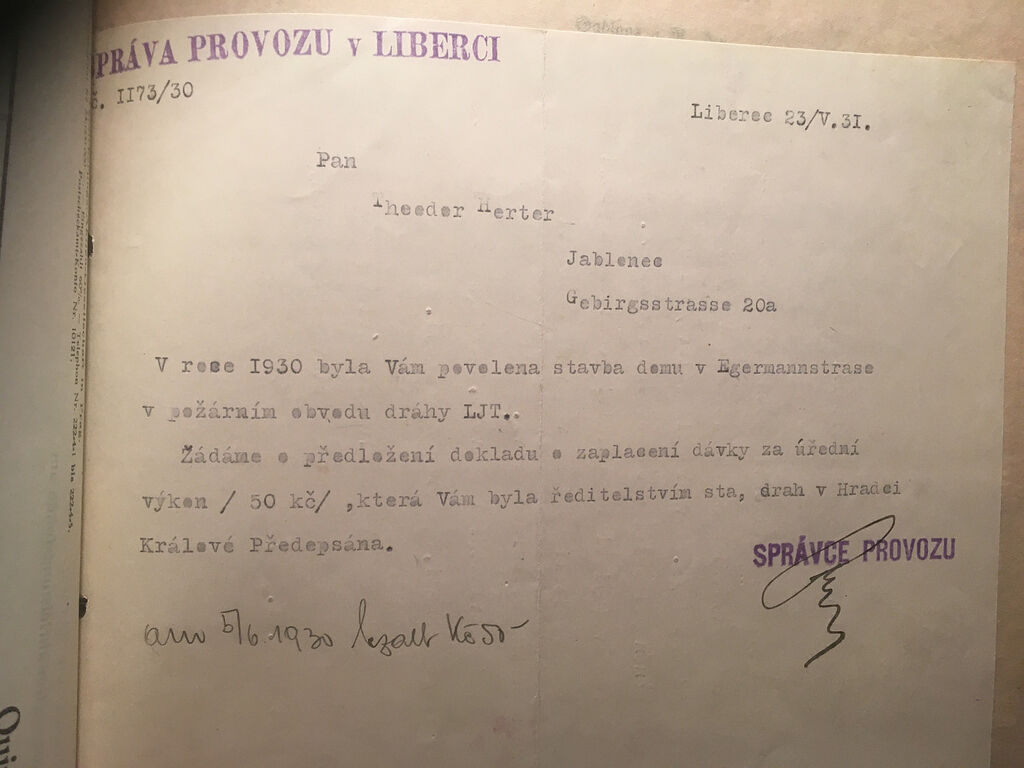 SPRÁVA PROVOZU v LIBERCI
č. II73/30
Liberec 23/V.3I.
Pan
Theodor Herter
Jablonec
Gebirgsstrasse 20a
V roce I930 byla Vám povolena stavba domu v Egermannstrase
v požárním obvodu dráhy LJT..
Žádáme o předložení dokladu o zaplacení dávky za úřední
výkon / 50 kč/ ,která Vám byla ředitelstvím sta, drah v Hradci
Králové Předepsána.
SPRÁVCE PROVOZU
am 5/6. 1930 bezalt Kč 50-